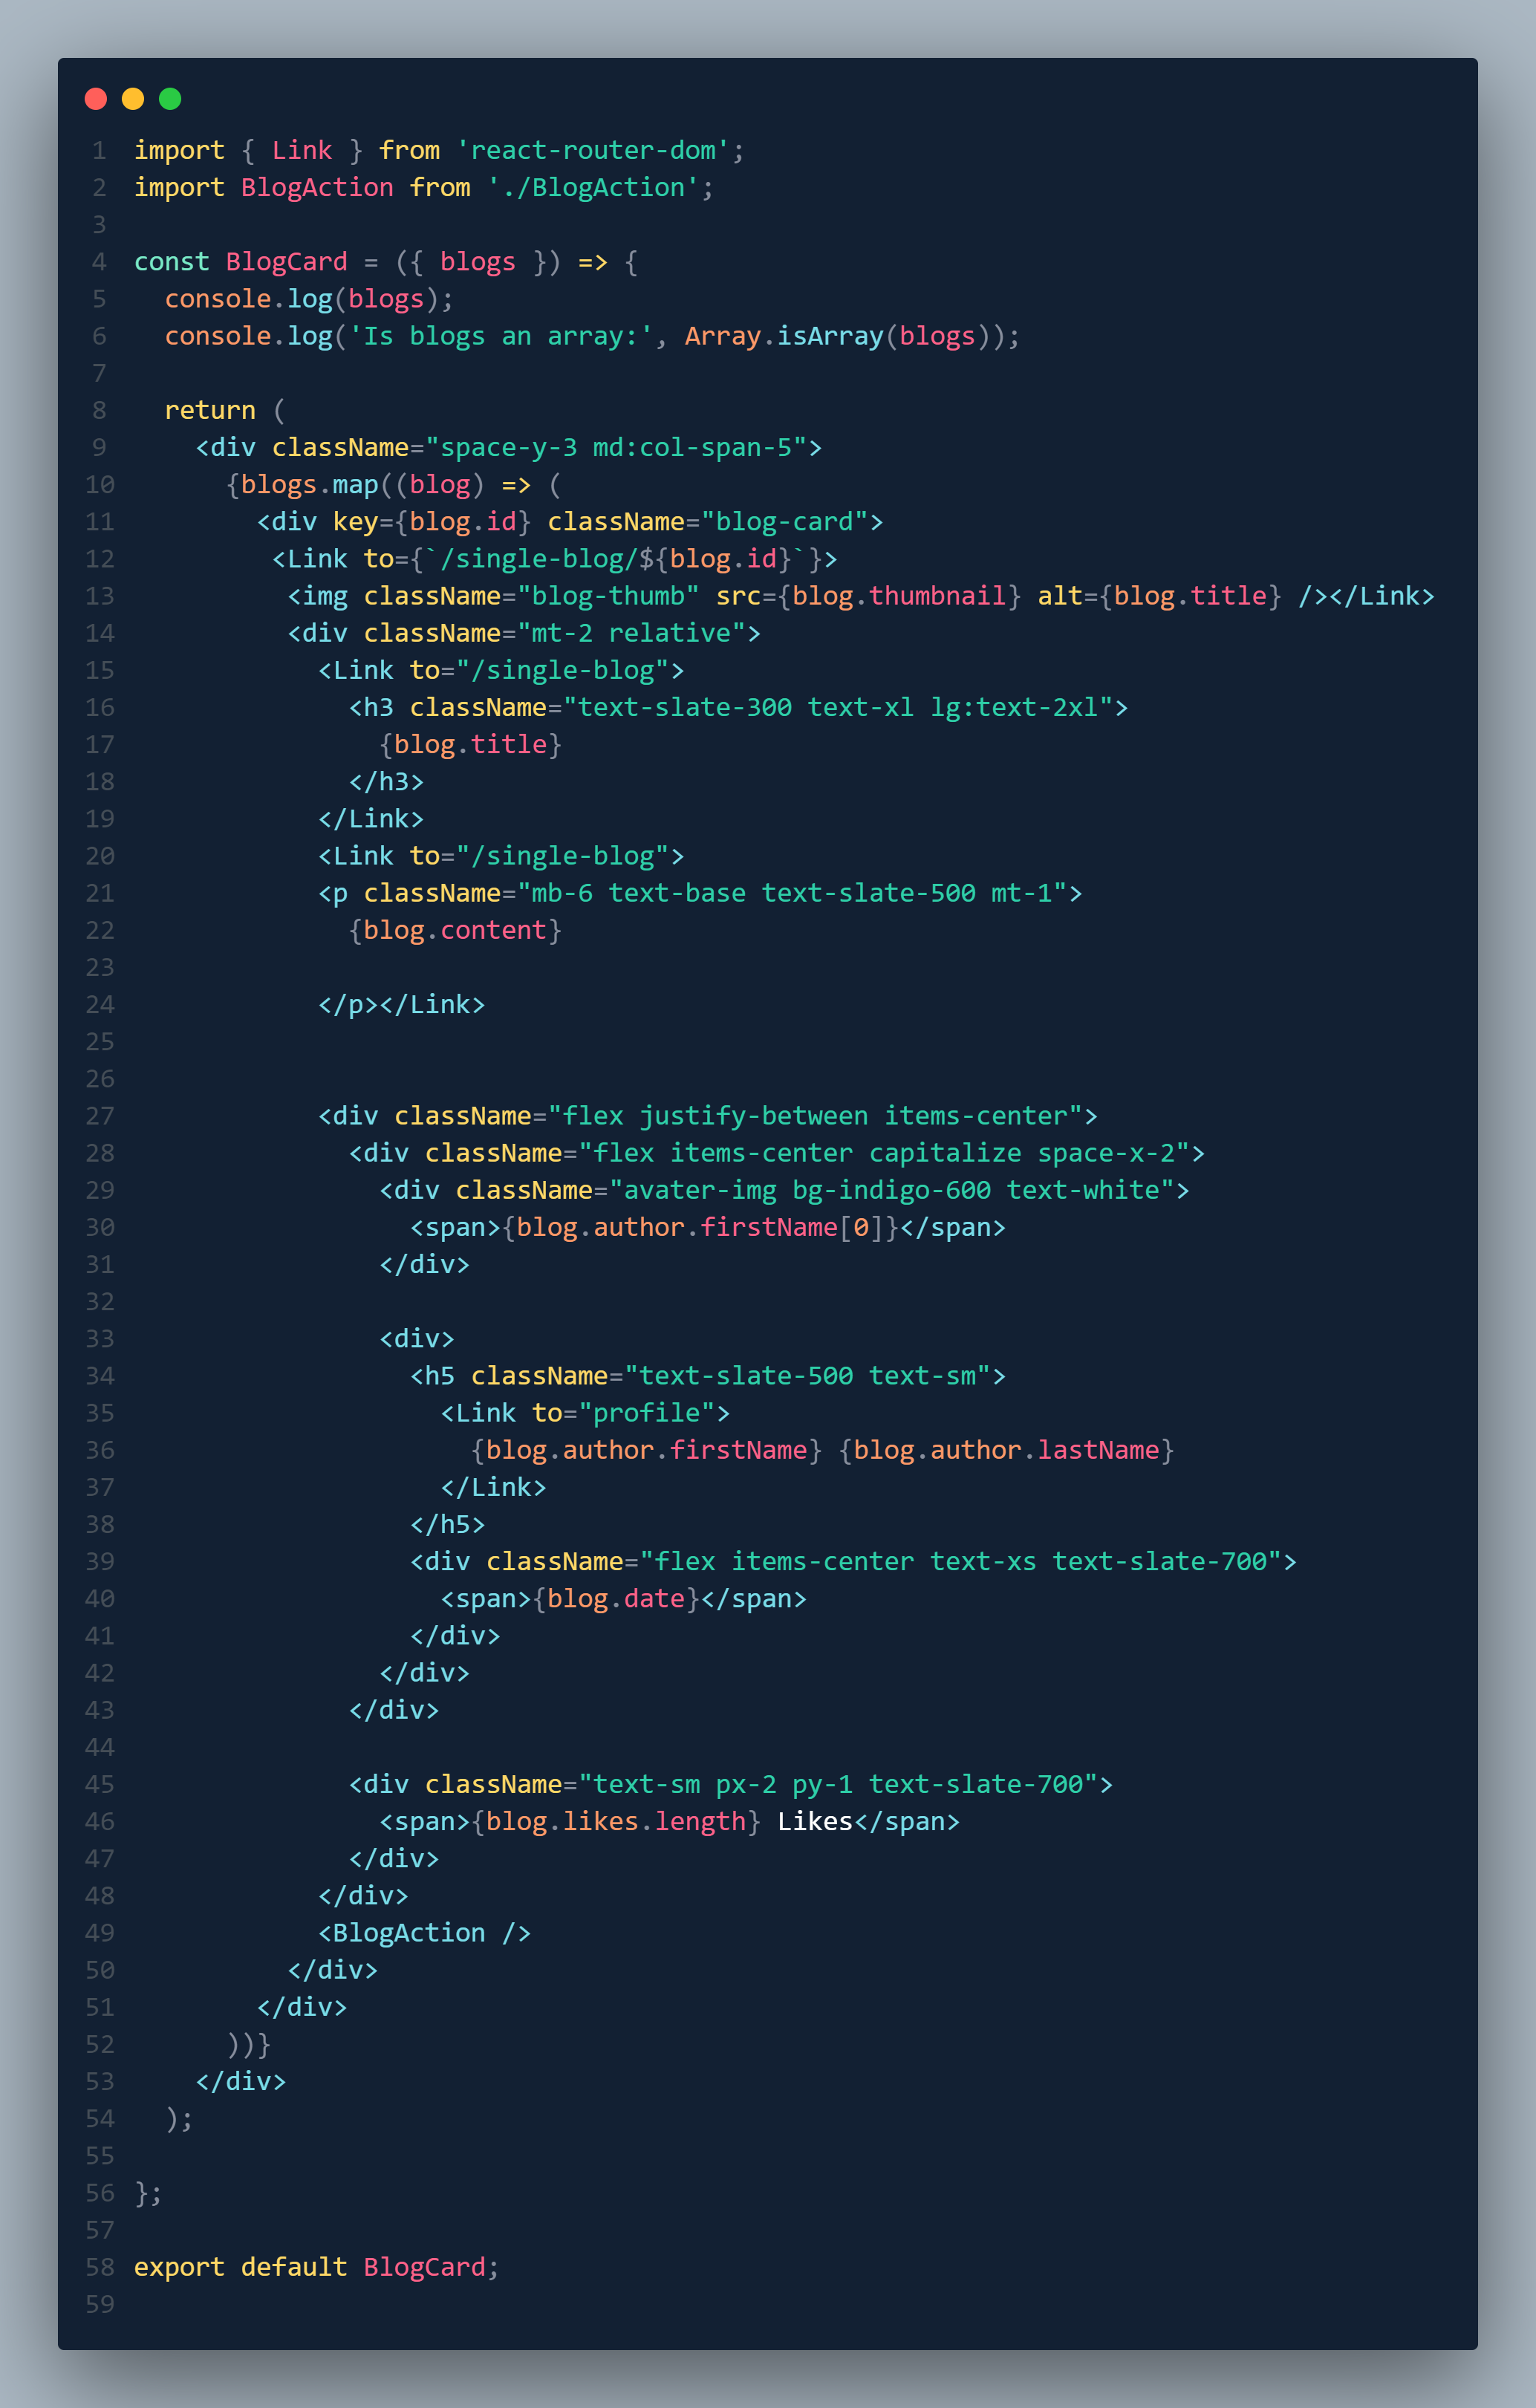 1 import { Link } from 'react-router-dom';
2 import BlogAction from './BlogAction';
3
4 const BlogCard = ({ blogs }) => {
5   console.log(blogs);
6   console.log('Is blogs an array:', Array.isArray(blogs));
7
8   return (
9     <div className="space-y-3 md:col-span-5">
10       {blogs.map((blog) => (
11         <div key={blog.id} className="blog-card">
12          <Link to={`/single-blog/${blog.id}`}>
13           <img className="blog-thumb" src={blog.thumbnail} alt={blog.title} /></Link>
14           <div className="mt-2 relative">
15             <Link to="/single-blog">
16               <h3 className="text-slate-300 text-xl lg:text-2xl">
17                 {blog.title}
18               </h3>
19             </Link>
20             <Link to="/single-blog">
21             <p className="mb-6 text-base text-slate-500 mt-1">
22               {blog.content}
23
24             </p></Link>
25
26
27             <div className="flex justify-between items-center">
28               <div className="flex items-center capitalize space-x-2">
29                 <div className="avater-img bg-indigo-600 text-white">
30                   <span>{blog.author.firstName[0]}</span>
31                 </div>
32
33                 <div>
34                   <h5 className="text-slate-500 text-sm">
35                     <Link to="profile">
36                       {blog.author.firstName} {blog.author.lastName}
37                     </Link>
38                   </h5>
39                   <div className="flex items-center text-xs text-slate-700">
40                     <span>{blog.date}</span>
41                   </div>
42                 </div>
43               </div>
44
45               <div className="text-sm px-2 py-1 text-slate-700">
46                 <span>{blog.likes.length} Likes</span>
47               </div>
48             </div>
49             <BlogAction />
50           </div>
51         </div>
52       ))}
53     </div>
54   );
55
56 };
57
58 export default BlogCard;
59